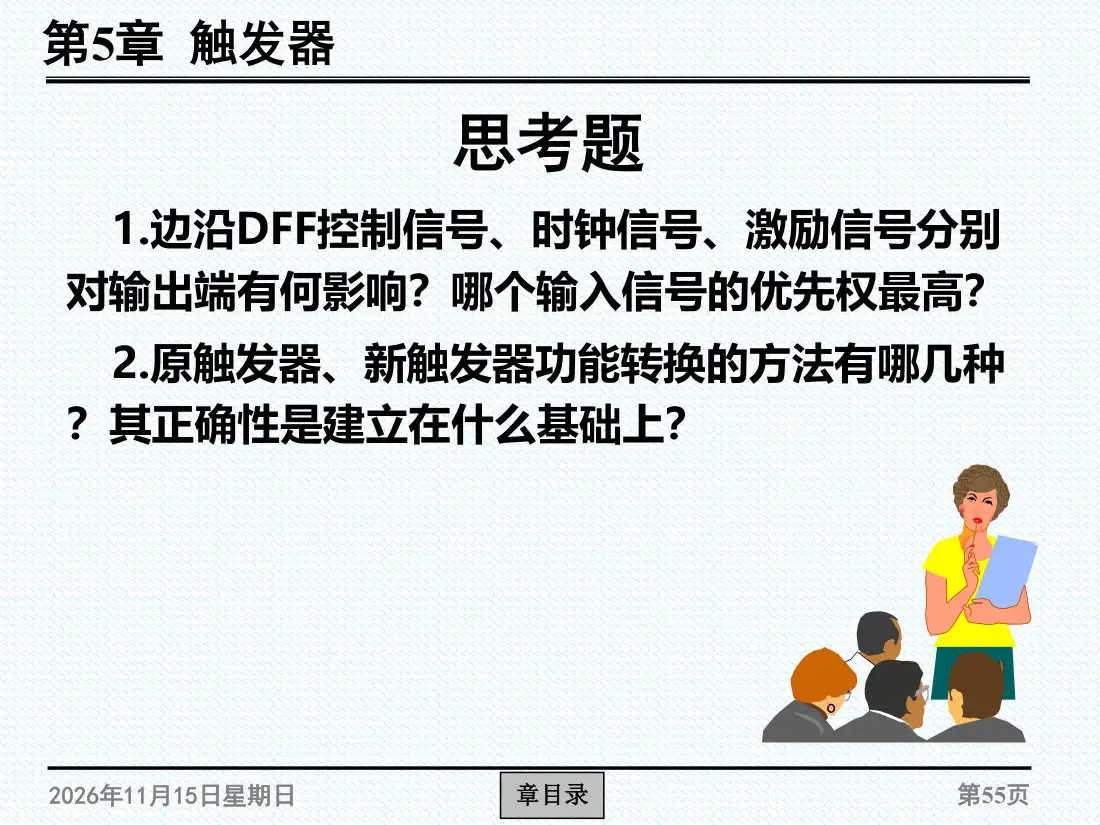 第5章 触发器
思考题
1.边沿DFF控制信号、时钟信号、激励信号分别
对输出端有何影响？哪个输入信号的优先权最高？
2.原触发器、新触发器功能转换的方法有哪几种
？其正确性是建立在什么基础上？
2026年11月15日星期日
章目录
第55页